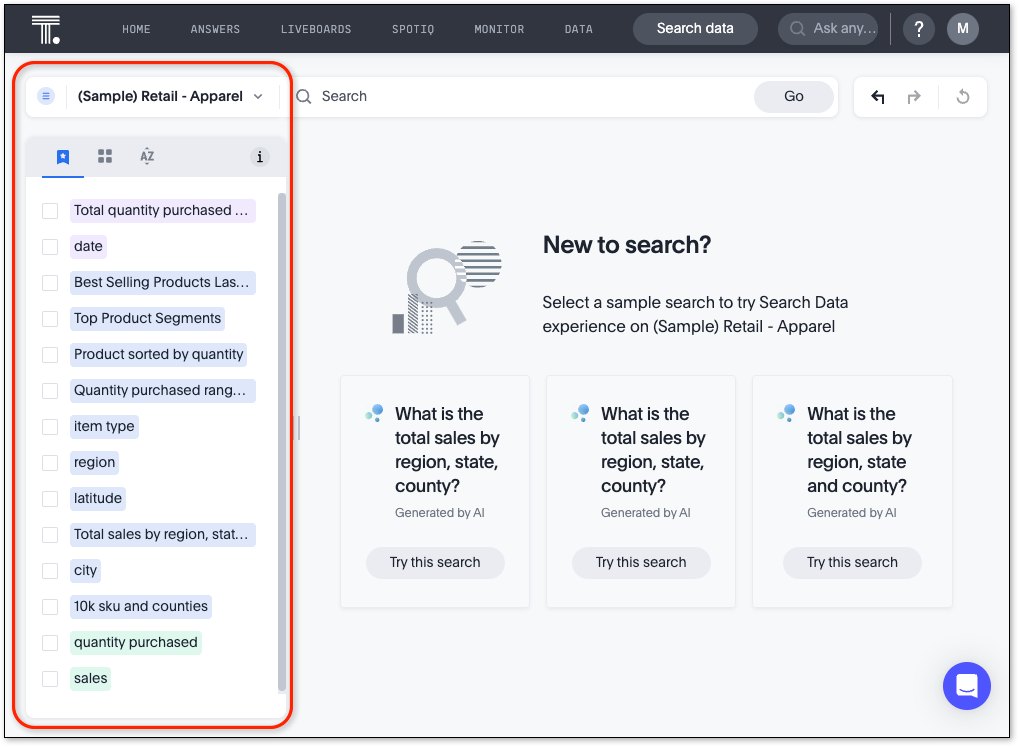 T.
HOME ANSWERS LIVEBOARDS SPOTIQ MONITOR DATA Search data Ask any... ? M
(Sample) Retail - Apparel
Search Go
AZ i
Total quantity purchased ...
date
Best Selling Products Las...
Top Product Segments
Product sorted by quantity
Quantity purchased rang...
item type
region
latitude
Total sales by region, stat...
city
10k sku and counties
quantity purchased
sales
New to search?
Select a sample search to try Search Data
experience on (Sample) Retail - Apparel
What is the
total sales by
region, state,
county?
Generated by AI
Try this search
What is the
total sales by
region, state,
county?
Generated by AI
Try this search
What is the
total sales by
region, state
and county?
Generated by AI
Try this search